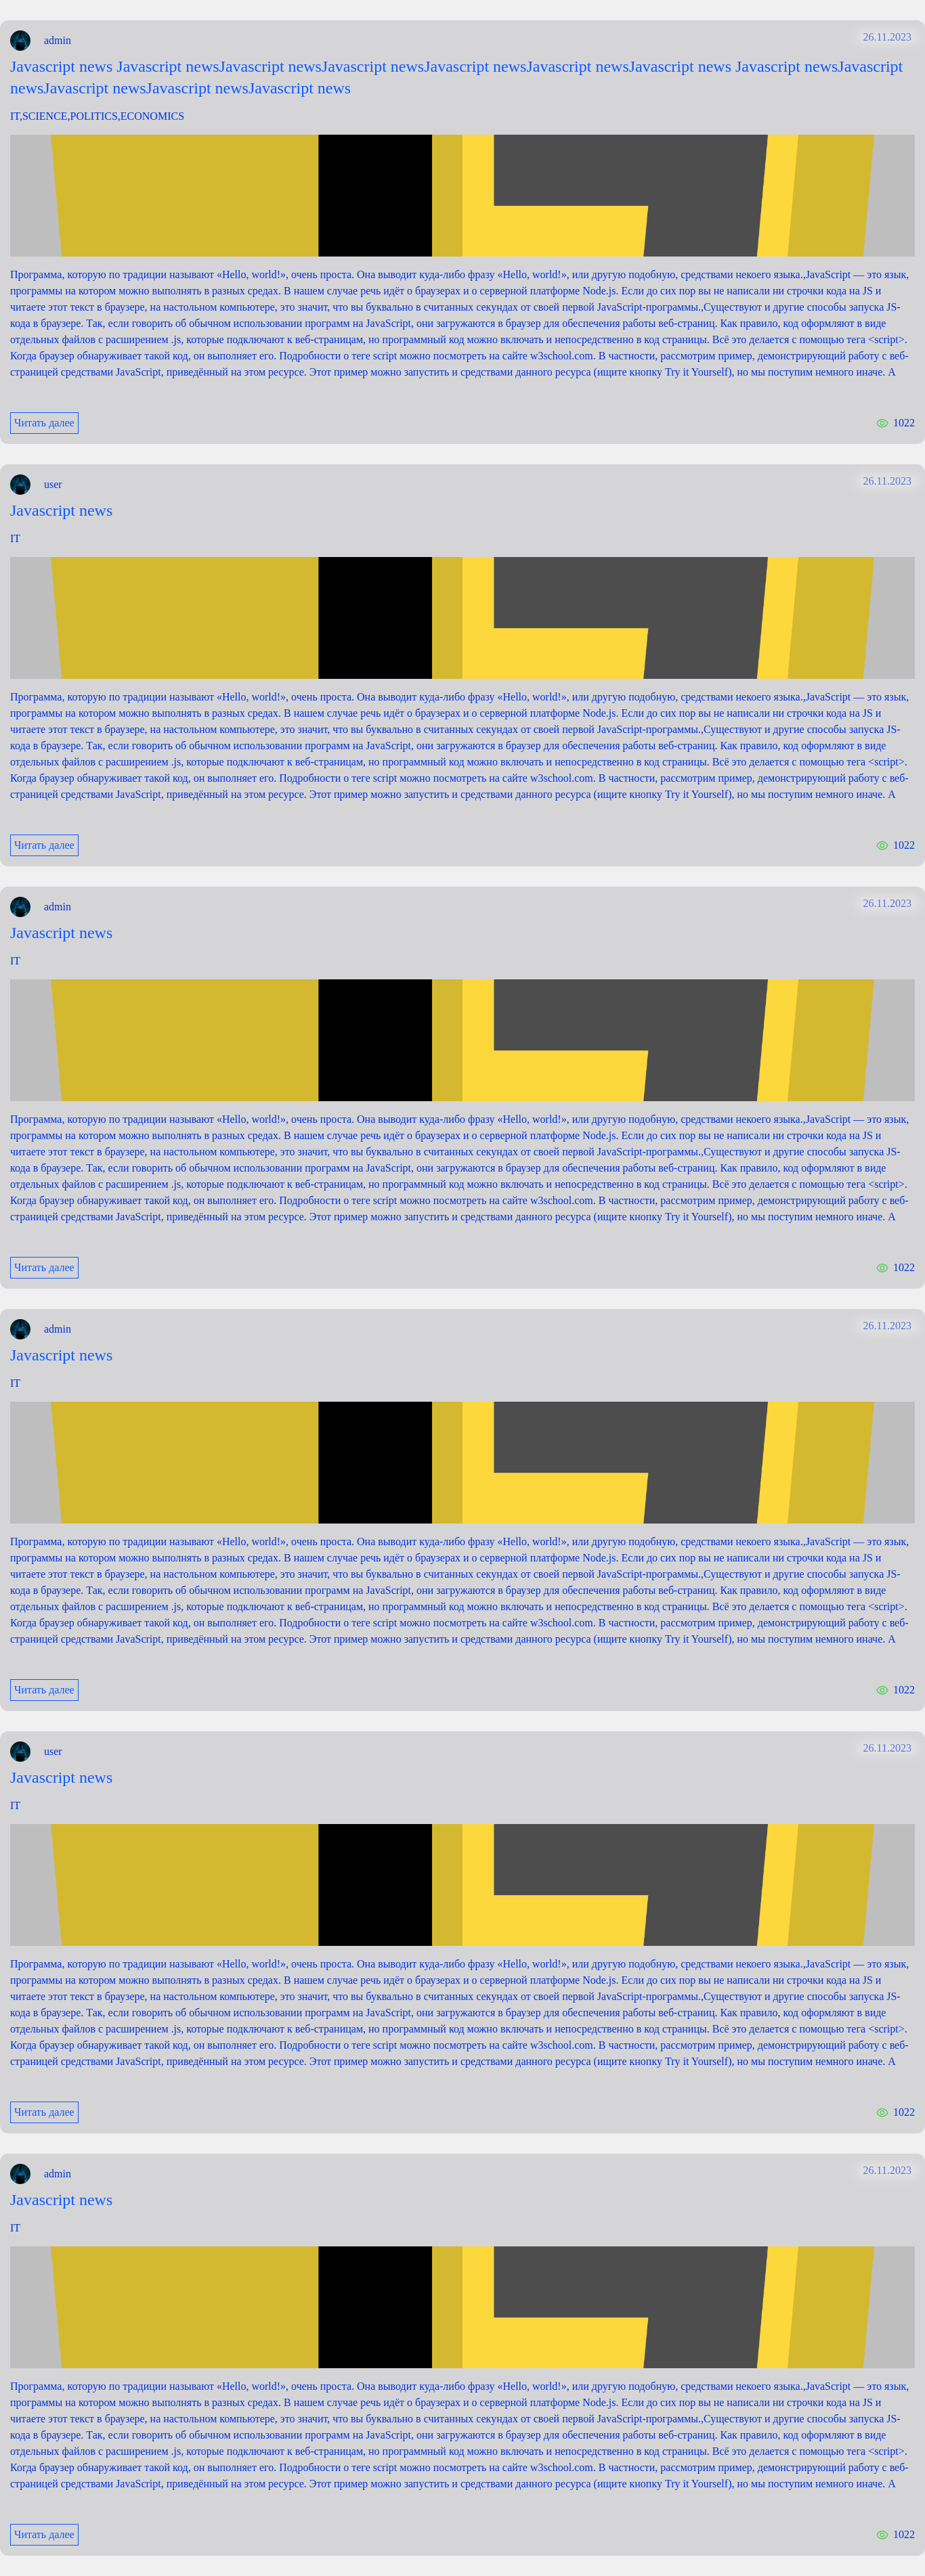 admin
26.11.2023
Javascript news Javascript newsJavascript newsJavascript newsJavascript newsJavascript newsJavascript news Javascript newsJavascript
newsJavascript newsJavascript newsJavascript news
IT,SCIENCE,POLITICS,ECONOMICS
Программа, которую по традиции называют «Hello, world!», очень проста. Она выводит куда-либо фразу «Hello, world!», или другую подобную, средствами некоего языка.,JavaScript — это язык,
программы на котором можно выполнять в разных средах. В нашем случае речь идёт о браузерах и о серверной платформе Node.js. Если до сих пор вы не написали ни строчки кода на JS и
читаете этот текст в браузере, на настольном компьютере, это значит, что вы буквально в считанных секундах от своей первой JavaScript-программы.,Существуют и другие способы запуска JS-
кода в браузере. Так, если говорить об обычном использовании программ на JavaScript, они загружаются в браузер для обеспечения работы веб-страниц. Как правило, код оформляют в виде
отдельных файлов с расширением .js, которые подключают к веб-страницам, но программный код можно включать и непосредственно в код страницы. Всё это делается с помощью тега &lt;script&gt;.
Когда браузер обнаруживает такой код, он выполняет его. Подробности о теге script можно посмотреть на сайте w3school.com. В частности, рассмотрим пример, демонстрирующий работу с веб-
страницей средствами JavaScript, приведённый на этом ресурсе. Этот пример можно запустить и средствами данного ресурса (ищите кнопку Try it Yourself), но мы поступим немного иначе. А
Читать далее
1022
user
26.11.2023
Javascript news
IT
Программа, которую по традиции называют «Hello, world!», очень проста. Она выводит куда-либо фразу «Hello, world!», или другую подобную, средствами некоего языка.,JavaScript — это язык,
программы на котором можно выполнять в разных средах. В нашем случае речь идёт о браузерах и о серверной платформе Node.js. Если до сих пор вы не написали ни строчки кода на JS и
читаете этот текст в браузере, на настольном компьютере, это значит, что вы буквально в считанных секундах от своей первой JavaScript-программы.,Существуют и другие способы запуска JS-
кода в браузере. Так, если говорить об обычном использовании программ на JavaScript, они загружаются в браузер для обеспечения работы веб-страниц. Как правило, код оформляют в виде
отдельных файлов с расширением .js, которые подключают к веб-страницам, но программный код можно включать и непосредственно в код страницы. Всё это делается с помощью тега &lt;script&gt;.
Когда браузер обнаруживает такой код, он выполняет его. Подробности о теге script можно посмотреть на сайте w3school.com. В частности, рассмотрим пример, демонстрирующий работу с веб-
страницей средствами JavaScript, приведённый на этом ресурсе. Этот пример можно запустить и средствами данного ресурса (ищите кнопку Try it Yourself), но мы поступим немного иначе. А
Читать далее
1022
admin
26.11.2023
Javascript news
IT
Программа, которую по традиции называют «Hello, world!», очень проста. Она выводит куда-либо фразу «Hello, world!», или другую подобную, средствами некоего языка.,JavaScript — это язык,
программы на котором можно выполнять в разных средах. В нашем случае речь идёт о браузерах и о серверной платформе Node.js. Если до сих пор вы не написали ни строчки кода на JS и
читаете этот текст в браузере, на настольном компьютере, это значит, что вы буквально в считанных секундах от своей первой JavaScript-программы.,Существуют и другие способы запуска JS-
кода в браузере. Так, если говорить об обычном использовании программ на JavaScript, они загружаются в браузер для обеспечения работы веб-страниц. Как правило, код оформляют в виде
отдельных файлов с расширением .js, которые подключают к веб-страницам, но программный код можно включать и непосредственно в код страницы. Всё это делается с помощью тега &lt;script&gt;.
Когда браузер обнаруживает такой код, он выполняет его. Подробности о теге script можно посмотреть на сайте w3school.com. В частности, рассмотрим пример, демонстрирующий работу с веб-
страницей средствами JavaScript, приведённый на этом ресурсе. Этот пример можно запустить и средствами данного ресурса (ищите кнопку Try it Yourself), но мы поступим немного иначе. А
Читать далее
1022
admin
26.11.2023
Javascript news
IT
Программа, которую по традиции называют «Hello, world!», очень проста. Она выводит куда-либо фразу «Hello, world!», или другую подобную, средствами некоего языка.,JavaScript — это язык,
программы на котором можно выполнять в разных средах. В нашем случае речь идёт о браузерах и о серверной платформе Node.js. Если до сих пор вы не написали ни строчки кода на JS и
читаете этот текст в браузере, на настольном компьютере, это значит, что вы буквально в считанных секундах от своей первой JavaScript-программы.,Существуют и другие способы запуска JS-
кода в браузере. Так, если говорить об обычном использовании программ на JavaScript, они загружаются в браузер для обеспечения работы веб-страниц. Как правило, код оформляют в виде
отдельных файлов с расширением .js, которые подключают к веб-страницам, но программный код можно включать и непосредственно в код страницы. Всё это делается с помощью тега &lt;script&gt;.
Когда браузер обнаруживает такой код, он выполняет его. Подробности о теге script можно посмотреть на сайте w3school.com. В частности, рассмотрим пример, демонстрирующий работу с веб-
страницей средствами JavaScript, приведённый на этом ресурсе. Этот пример можно запустить и средствами данного ресурса (ищите кнопку Try it Yourself), но мы поступим немного иначе. А
Читать далее
1022
user
26.11.2023
Javascript news
IT
Программа, которую по традиции называют «Hello, world!», очень проста. Она выводит куда-либо фразу «Hello, world!», или другую подобную, средствами некоего языка.,JavaScript — это язык,
программы на котором можно выполнять в разных средах. В нашем случае речь идёт о браузерах и о серверной платформе Node.js. Если до сих пор вы не написали ни строчки кода на JS и
читаете этот текст в браузере, на настольном компьютере, это значит, что вы буквально в считанных секундах от своей первой JavaScript-программы.,Существуют и другие способы запуска JS-
кода в браузере. Так, если говорить об обычном использовании программ на JavaScript, они загружаются в браузер для обеспечения работы веб-страниц. Как правило, код оформляют в виде
отдельных файлов с расширением .js, которые подключают к веб-страницам, но программный код можно включать и непосредственно в код страницы. Всё это делается с помощью тега &lt;script&gt;.
Когда браузер обнаруживает такой код, он выполняет его. Подробности о теге script можно посмотреть на сайте w3school.com. В частности, рассмотрим пример, демонстрирующий работу с веб-
страницей средствами JavaScript, приведённый на этом ресурсе. Этот пример можно запустить и средствами данного ресурса (ищите кнопку Try it Yourself), но мы поступим немного иначе. А
Читать далее
1022
admin
26.11.2023
Javascript news
IT
Программа, которую по традиции называют «Hello, world!», очень проста. Она выводит куда-либо фразу «Hello, world!», или другую подобную, средствами некоего языка.,JavaScript — это язык,
программы на котором можно выполнять в разных средах. В нашем случае речь идёт о браузерах и о серверной платформе Node.js. Если до сих пор вы не написали ни строчки кода на JS и
читаете этот текст в браузере, на настольном компьютере, это значит, что вы буквально в считанных секундах от своей первой JavaScript-программы.,Существуют и другие способы запуска JS-
кода в браузере. Так, если говорить об обычном использовании программ на JavaScript, они загружаются в браузер для обеспечения работы веб-страниц. Как правило, код оформляют в виде
отдельных файлов с расширением .js, которые подключают к веб-страницам, но программный код можно включать и непосредственно в код страницы. Всё это делается с помощью тега &lt;script&gt;.
Когда браузер обнаруживает такой код, он выполняет его. Подробности о теге script можно посмотреть на сайте w3school.com. В частности, рассмотрим пример, демонстрирующий работу с веб-
страницей средствами JavaScript, приведённый на этом ресурсе. Этот пример можно запустить и средствами данного ресурса (ищите кнопку Try it Yourself), но мы поступим немного иначе. А
Читать далее
1022